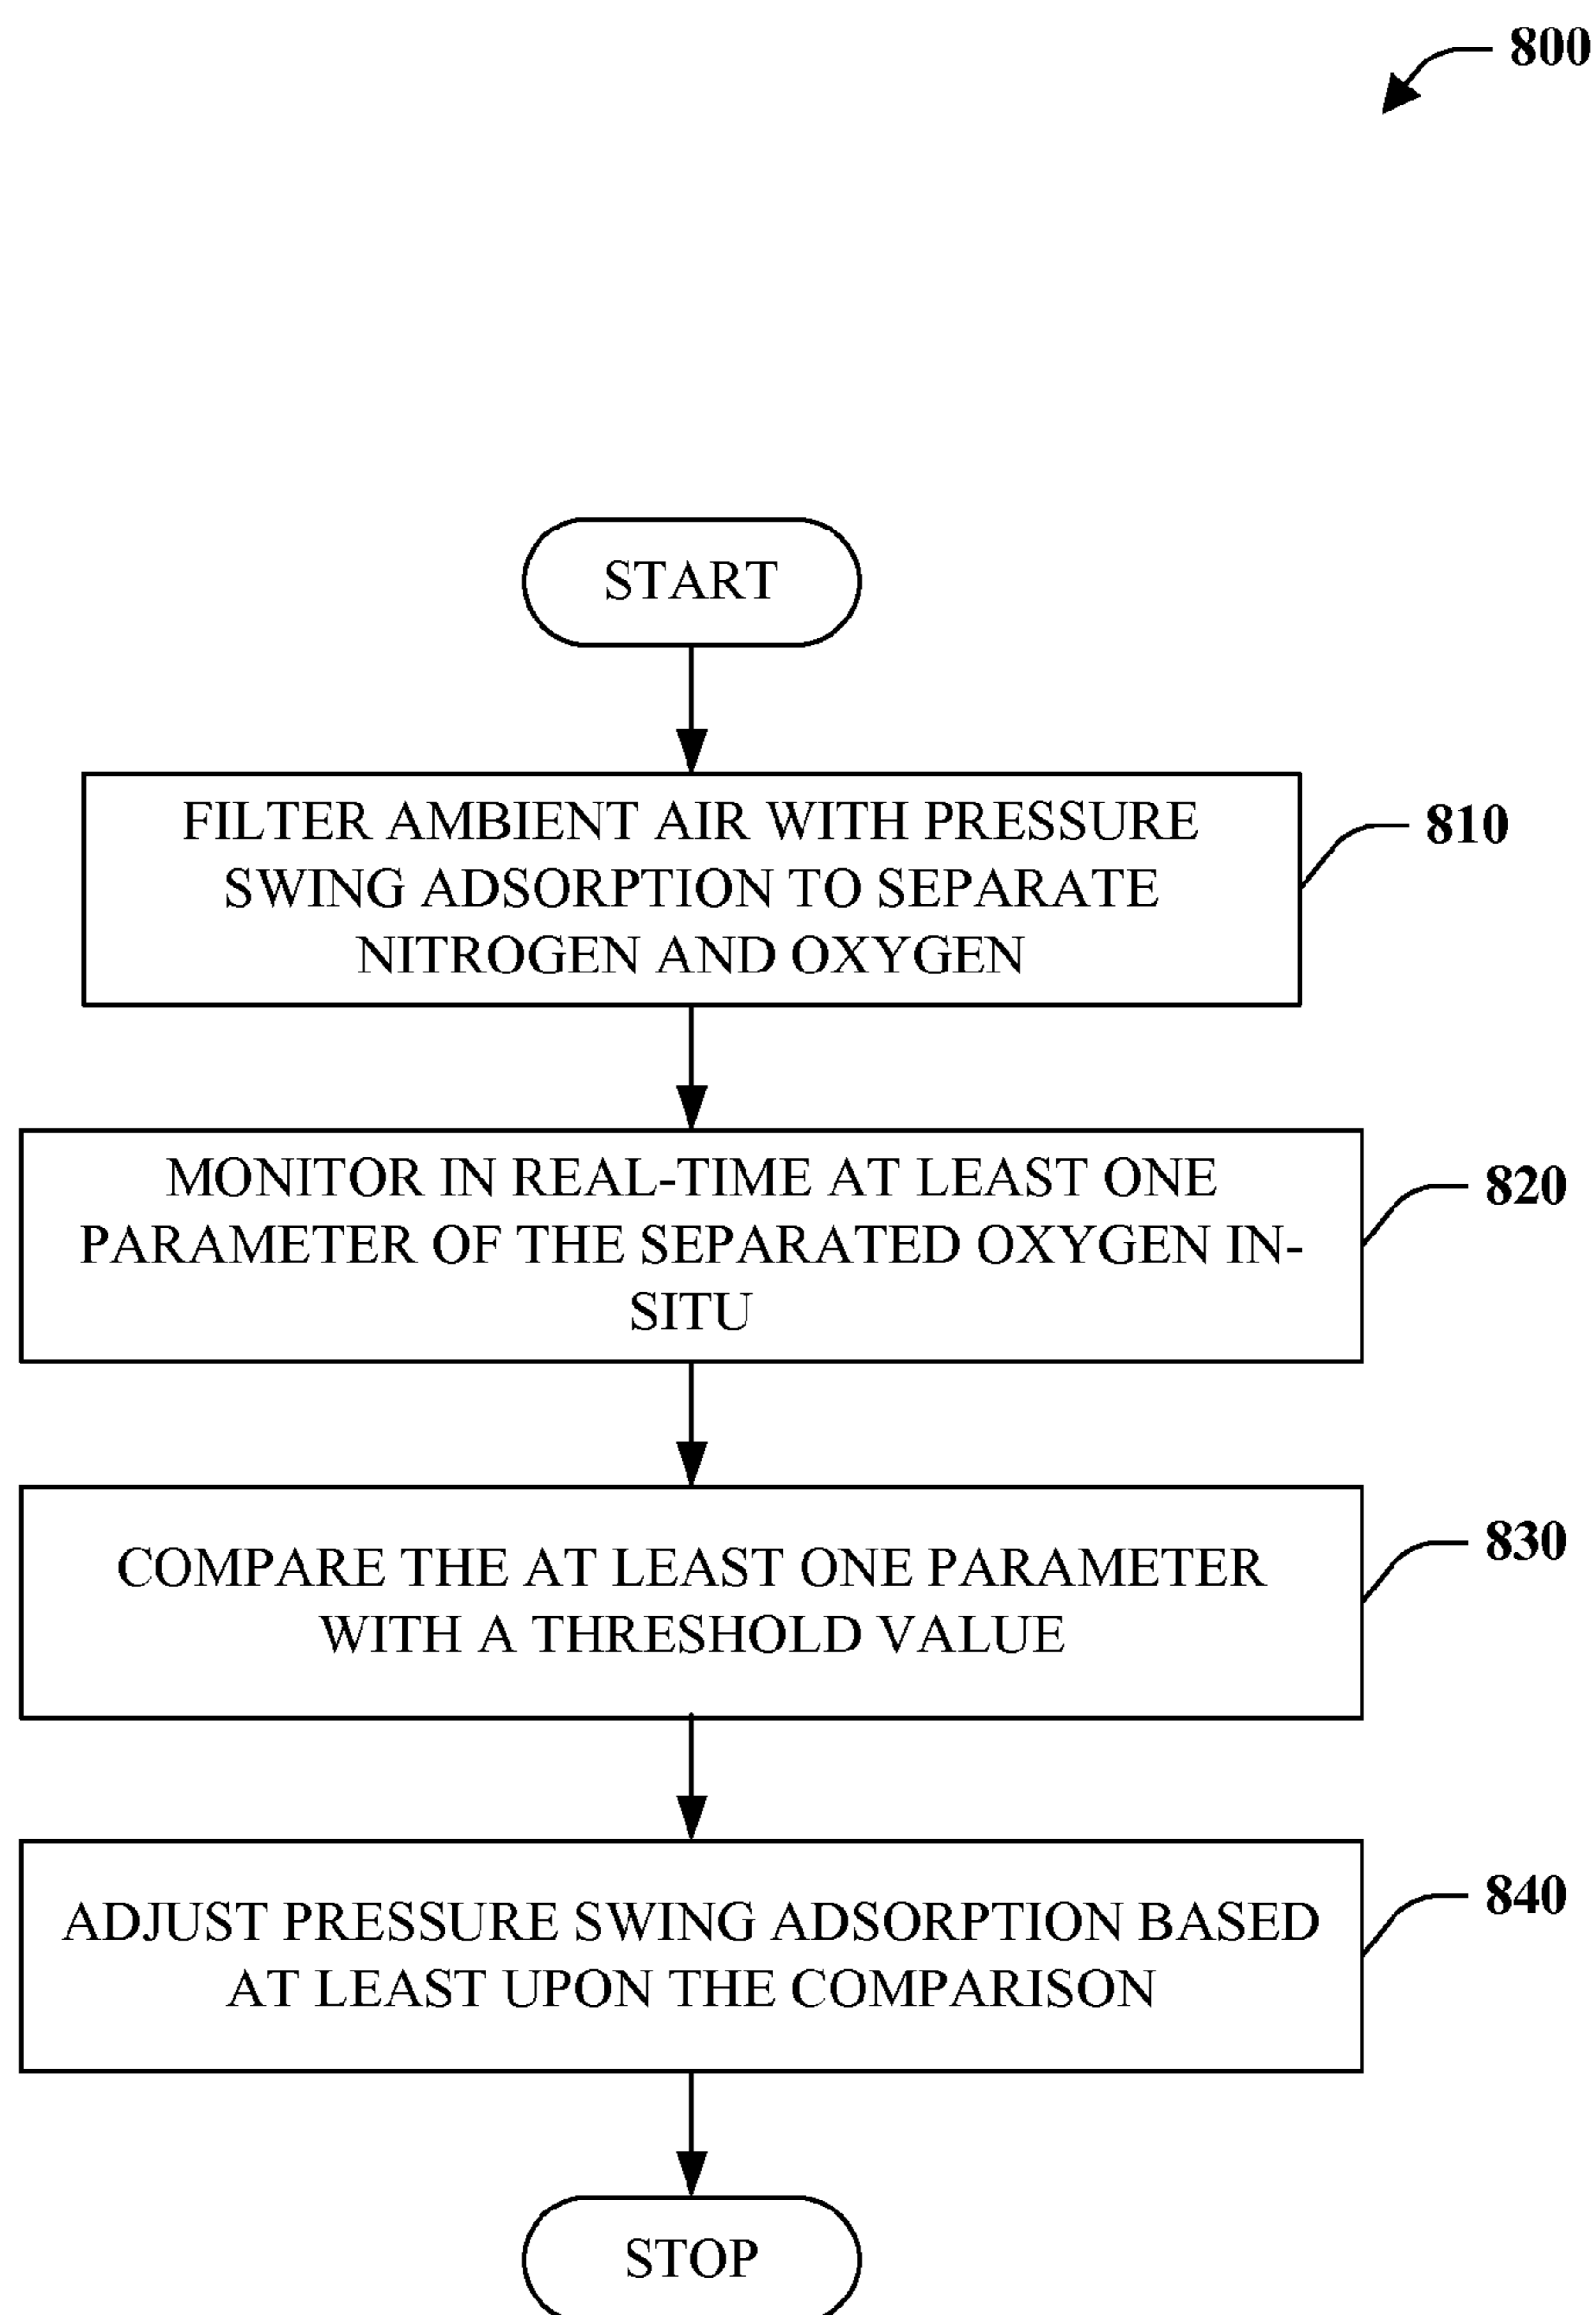 800
START
FILTER AMBIENT AIR WITH PRESSURE
SWING ADSORPTION TO SEPARATE
NITROGEN AND OXYGEN
810
MONITOR IN REAL-TIME AT LEAST ONE
PARAMETER OF THE SEPARATED OXYGEN IN-
SITU
820
COMPARE THE AT LEAST ONE PARAMETER
WITH A THRESHOLD VALUE
830
ADJUST PRESSURE SWING ADSORPTION BASED
AT LEAST UPON THE COMPARISON
840
STOP